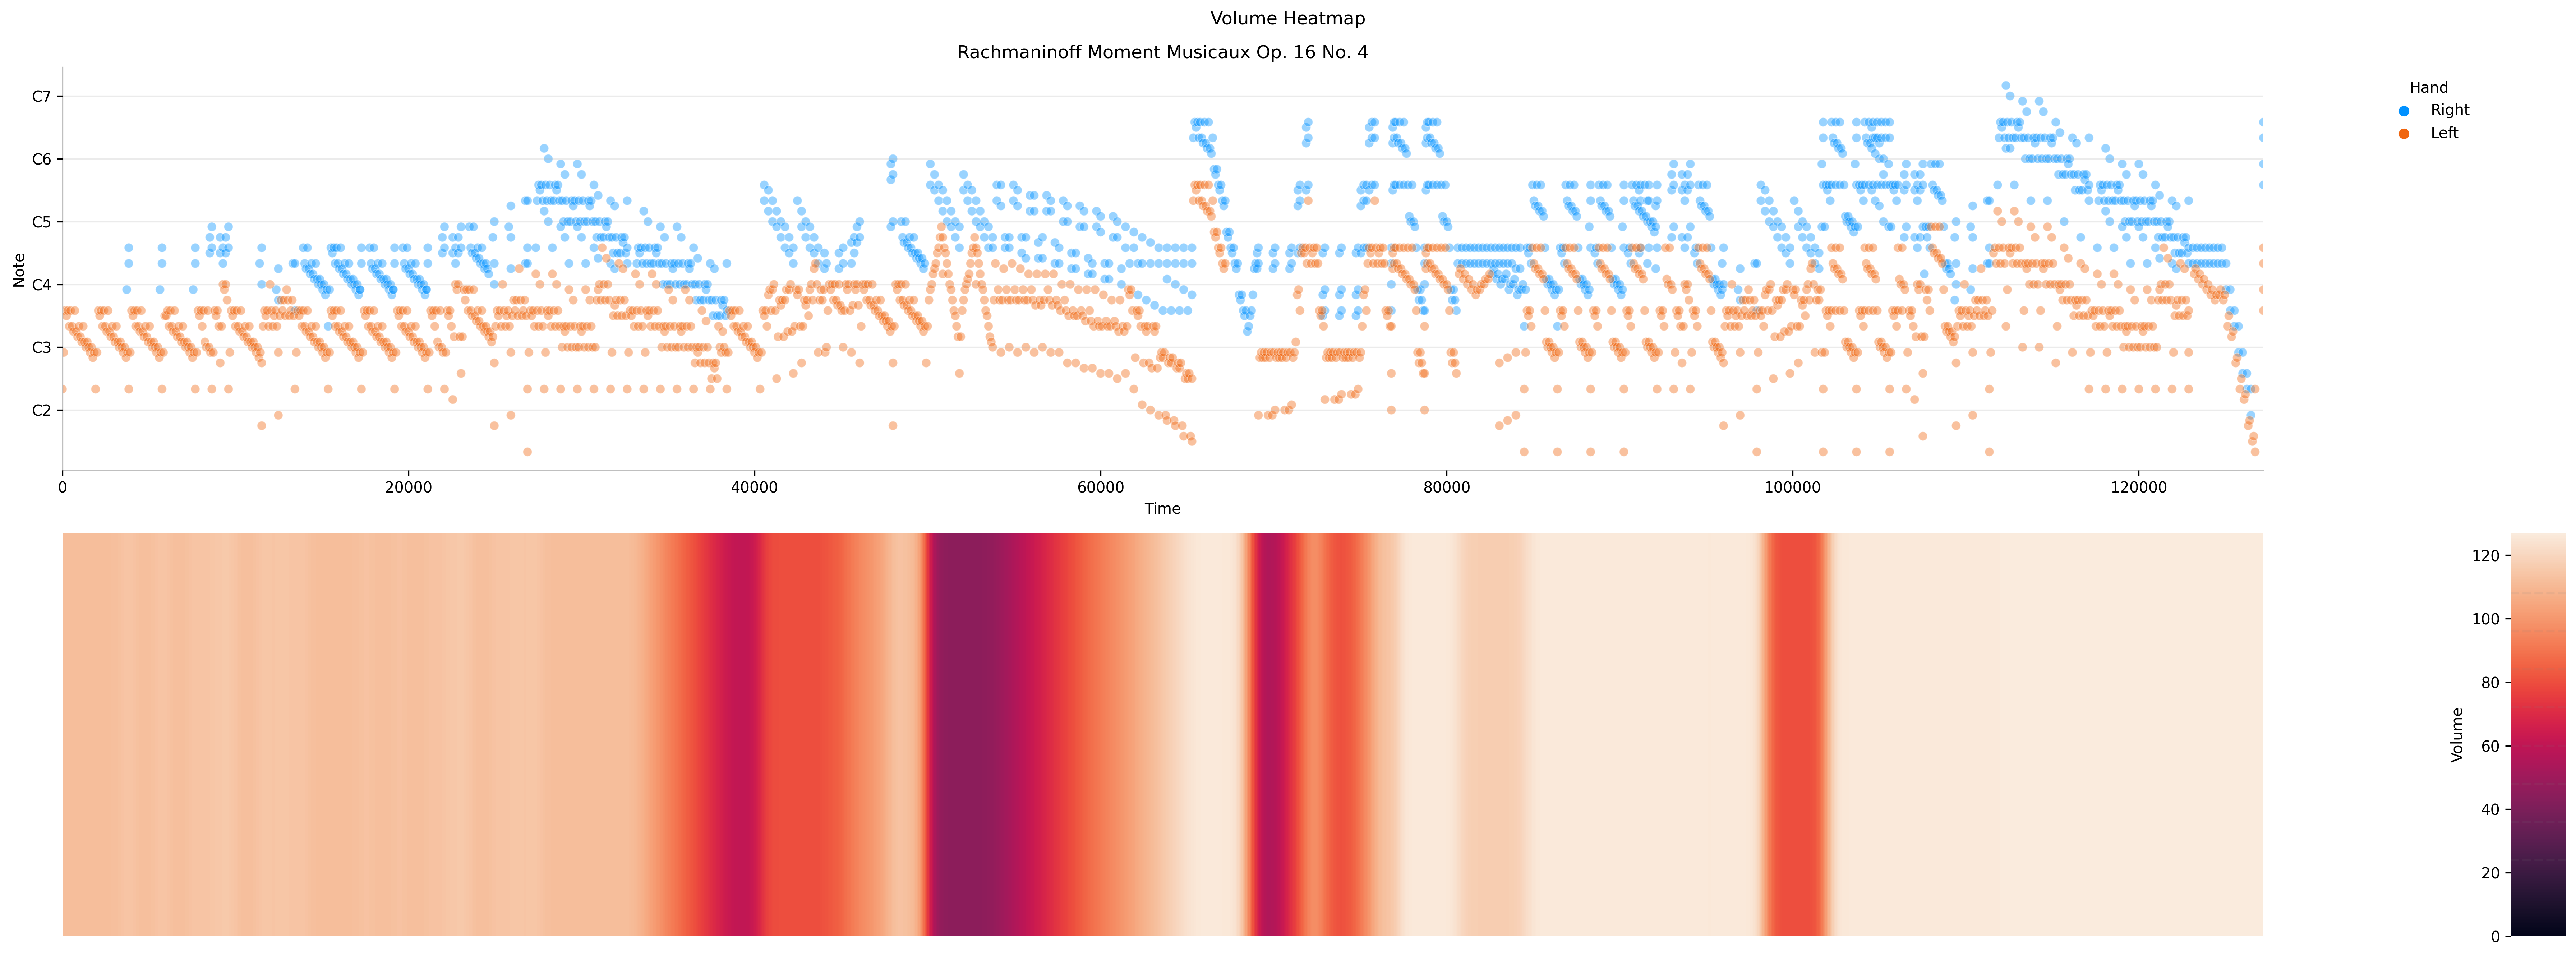 Volume Heatmap
Rachmaninoff Moment Musicaux Op. 16 No. 4
C7
C6
C5
C4
C3
C2
Note
0
20000
40000
60000
80000
100000
120000
Time
Hand
Right
Left
120
100
80
60
40
20
0
Volume